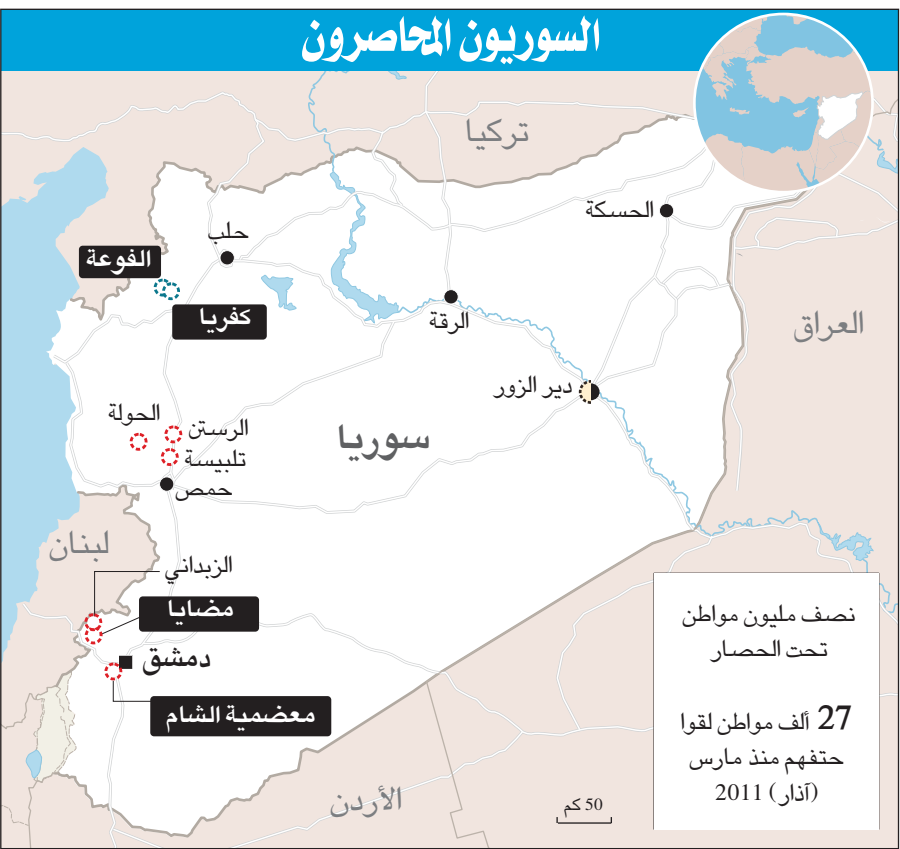 السوريون المحاصرون
تركيا
الحسكة
حلب
الفوعة
كفريا
الرقة
العراق
دير الزور
الحولة
الرستن
تلبيسة
سوريا
حمص
لبنان
الزبداني
مضايا
دمشق
معضمية الشام
الأردن
50 كم
نصف مليون مواطن
تحت الحصار
27 ألف مواطن لقوا
حتفهم منذ مارس
(آذار) 2011